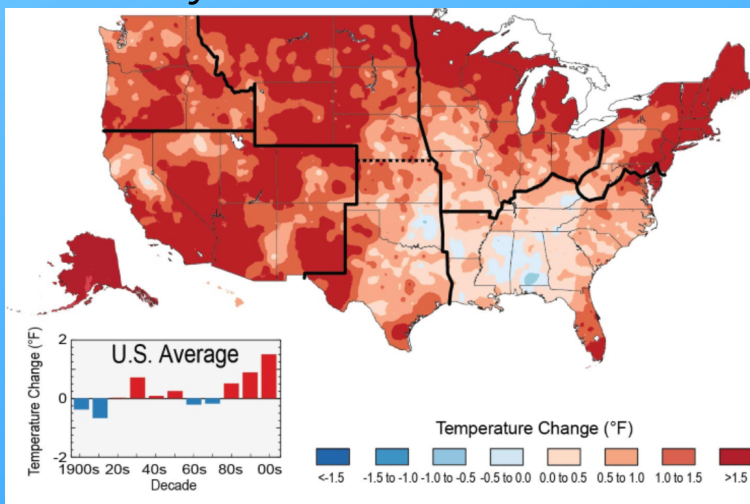 U.S. Average
Temperature Change (°F)
2
0
-2
1900s 20s 40s 60s 80s 00s
Decade
Temperature Change (°F)
<-1.5 -1.5 to -1.0 -1.0 to -0.5 -0.5 to 0.0 0.0 to 0.5 0.5 to 1.0 1.0 to 1.5 >1.5